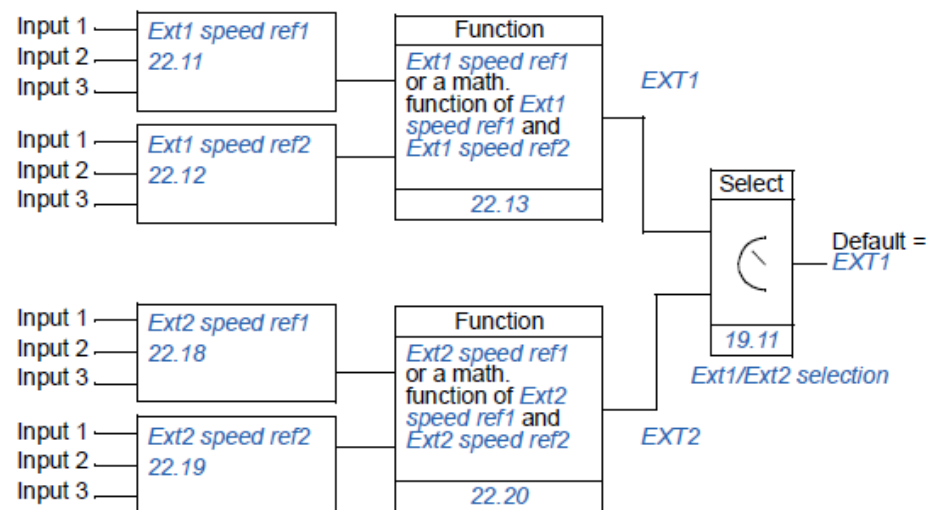 Input 1
Input 2
Input 3
Ext1 speed ref1
22.11
Input 1
Input 2
Input 3
Ext1 speed ref2
22.12
Function
Ext1 speed ref1
or a math.
function of Ext1
speed ref1 and
Ext1 speed ref2
22.13
EXT1
Select
19.11
Ext1/Ext2 selection
Default =
EXT1
Input 1
Input 2
Input 3
Ext2 speed ref1
22.18
Input 1
Input 2
Input 3
Ext2 speed ref2
22.19
Function
Ext2 speed ref1
or a math.
function of Ext2
speed ref1 and
Ext2 speed ref2
22.20
EXT2